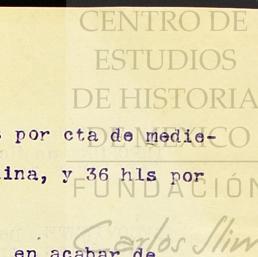 CENTRO DE
ESTUDIOS
DE HISTORIA
DE MEXICO
FUNDACIÓN
Carlos Slim
por cta de medie-
ina, y 36 hls por
en acabar de